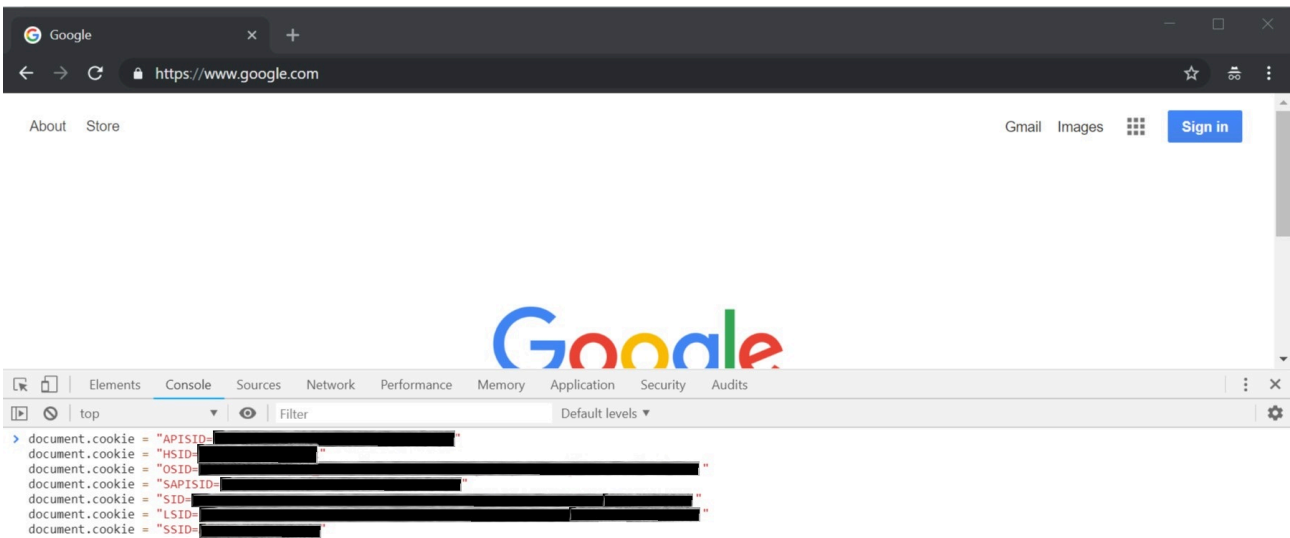 Google × +
https://www.google.com
About Store Gmail Images Sign in
Google
Elements Console Sources Network Performance Memory Application Security Audits
top Filter Default levels
> document.cookie = "APISID= "
document.cookie = "HSID= "
document.cookie = "OSID= "
document.cookie = "SAPISID= "
document.cookie = "SID= "
document.cookie = "LSID= "
document.cookie = "SSID= "